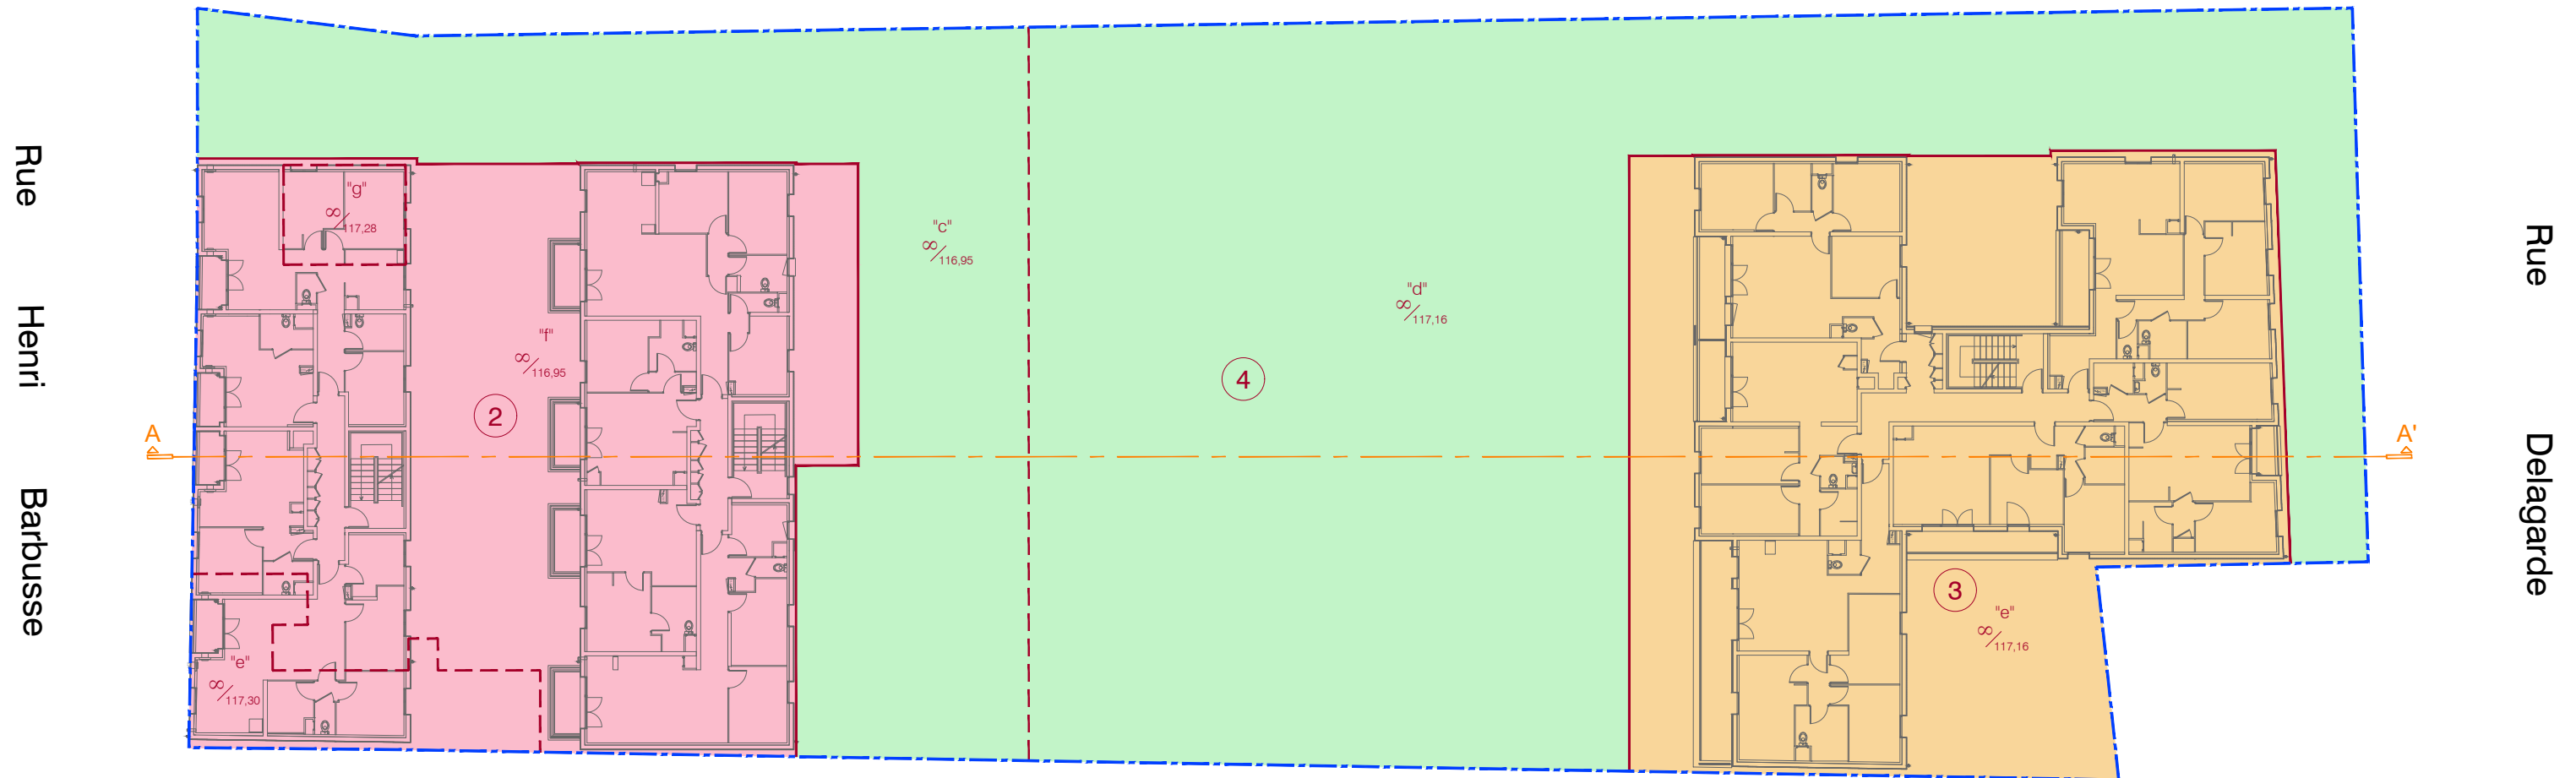 Rue
Henri
Barbusse
A
"g"
∞/117,28
"f"
∞/116,95
2
"e"
∞/117,30
"c"
∞/116,95
4
"d"
∞/117,16
3
"e"
∞/117,16
A'
Rue
Delagarde